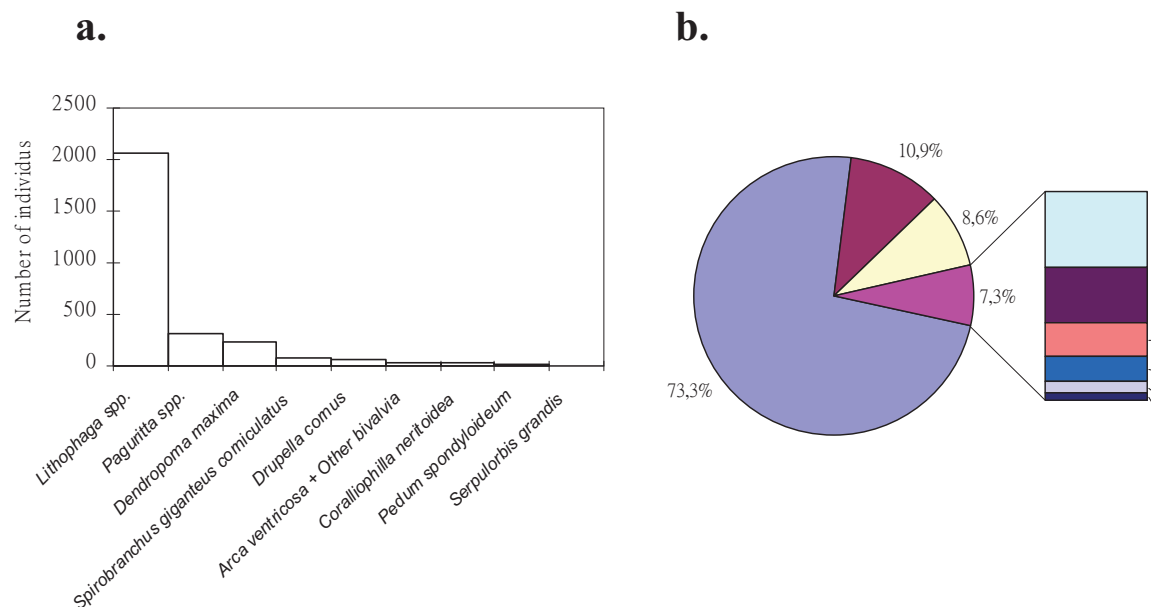 a.
b.
Number of individus
2500
2000
1500
1000
500
0
Lithophaga spp.
Paguritta spp.
Dendropoma maxima
Spirobranchus giganteus corniculatus
Drupella cornus
Arca ventricosa + Other bivalvia
Coralliophilla neritoidea
Pedum spondyloideum
Serpulorbis grandis
10,9%
8,6%
7,3%
73,3%